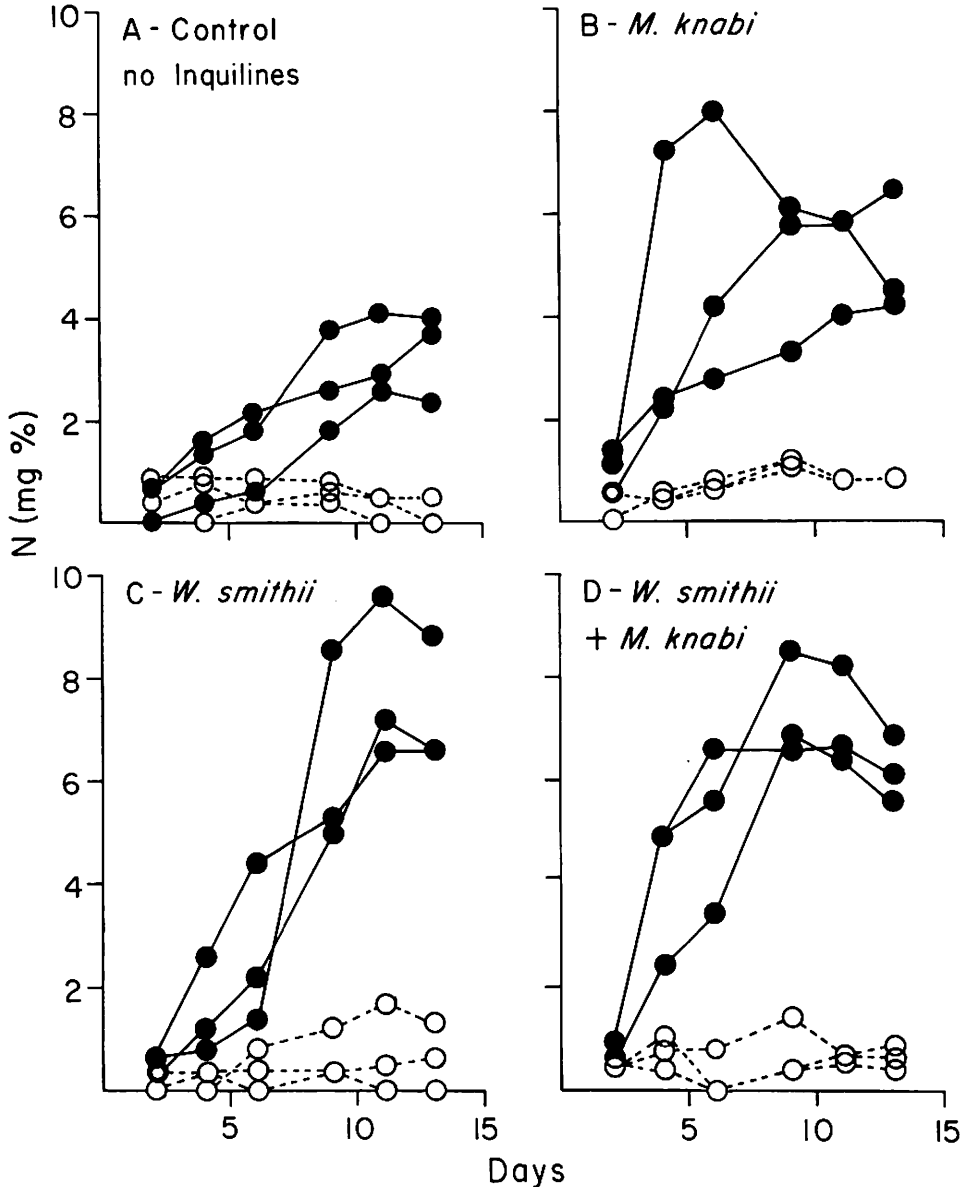 10
8
6
4
2
A - Control
no Inquilines
B - M. knabi
N (mg %)
10
8
6
4
2
C - W. smithii
D - W. smithii
+ M. knabi
5
10
15
5
10
15
Days